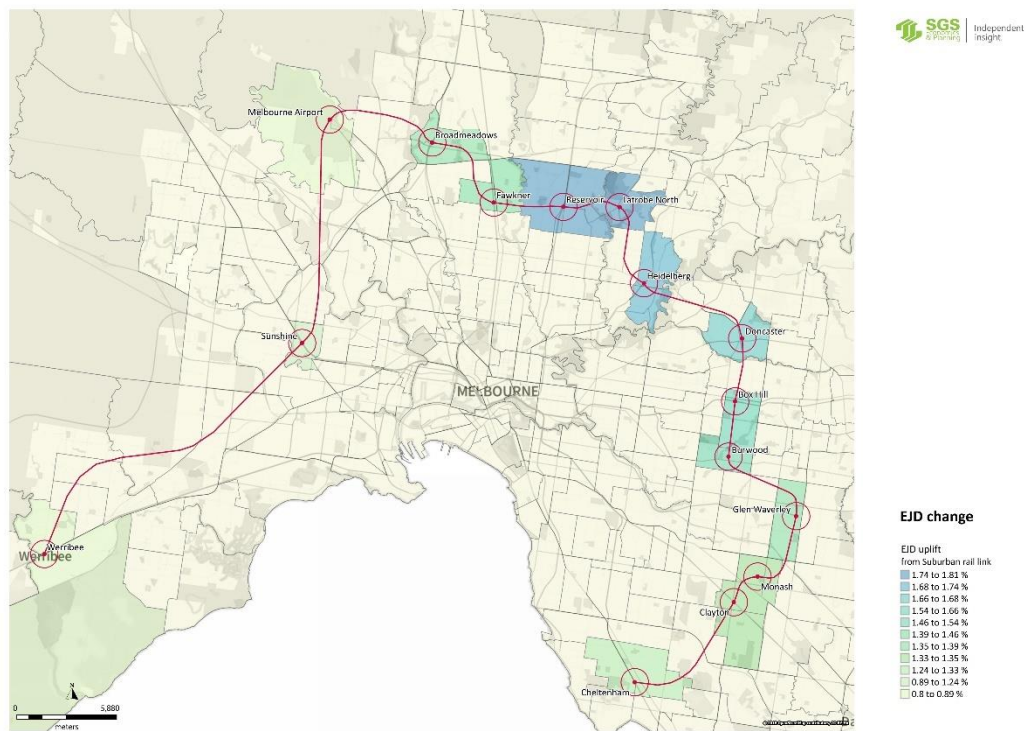 SGS
Economics
& Planning
Independent
Insight
Melbourne Airport
Broadmeadows
Fawkner
Reservoir
Latrobe North
Heidelberg
Sunshine
Doncaster
MELBOURNE
Box Hill
Burwood
Glen Waverley
Werribee
Werribee
Monash
Clayton
Cheltenham
N
0 5,880
meters
EJD change
EJD uplift
from Suburban rail link
1.74 to 1.81 %
1.68 to 1.74 %
1.66 to 1.68 %
1.54 to 1.66 %
1.46 to 1.54 %
1.39 to 1.46 %
1.35 to 1.39 %
1.33 to 1.35 %
1.24 to 1.33 %
0.89 to 1.24 %
0.8 to 0.89 %